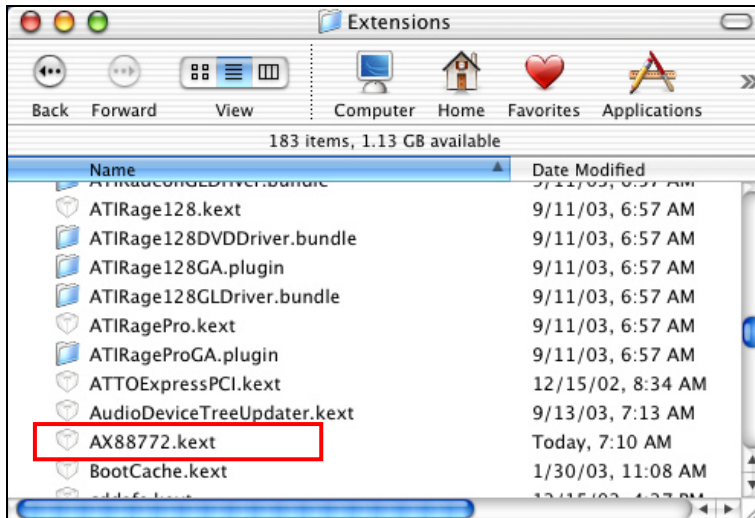 Extensions
Back Forward View Computer Home Favorites Applications
183 items, 1.13 GB available
Name Date Modified
ATIRage128.kext 9/11/03, 6:57 AM
ATIRage128DVDDriver.bundle 9/11/03, 6:57 AM
ATIRage128GA.plugin 9/11/03, 6:57 AM
ATIRage128GLDriver.bundle 9/11/03, 6:57 AM
ATIRagePro.kext 9/11/03, 6:57 AM
ATIRageProGA.plugin 9/11/03, 6:57 AM
ATTOExpressPCI.kext 12/15/02, 8:34 AM
AudioDeviceTreeUpdater.kext 9/13/03, 7:13 AM
AX88772.kext Today, 7:10 AM
BootCache.kext 1/30/03, 11:08 AM